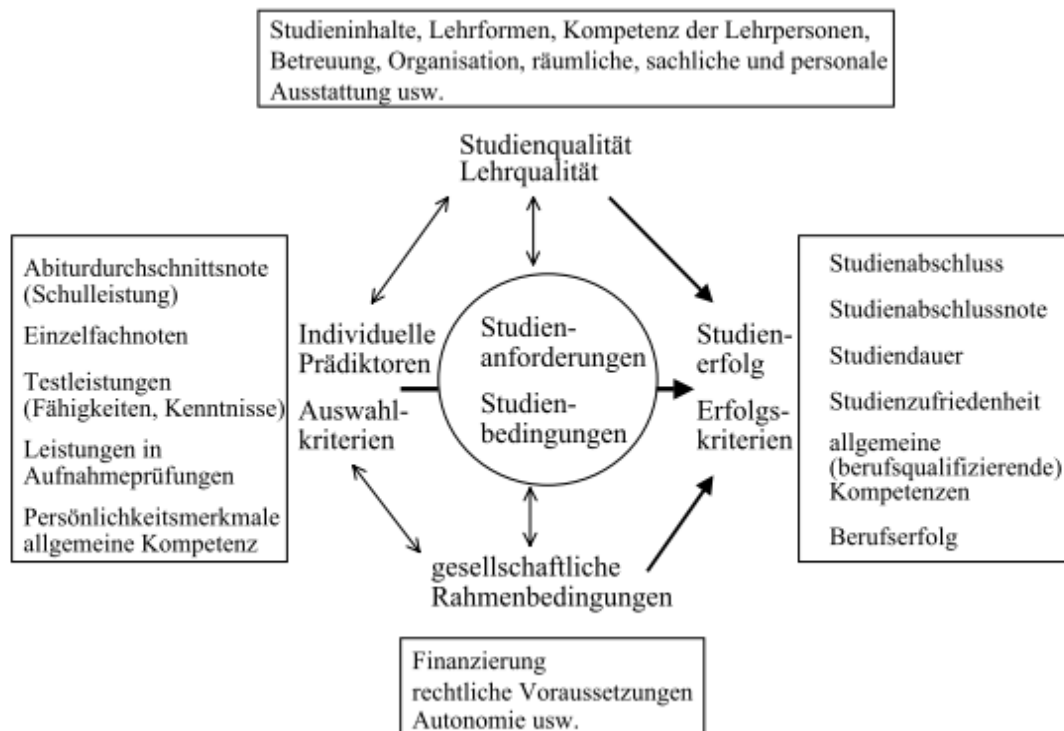 Studieninhalte, Lehrformen, Kompetenz der Lehrpersonen,
Betreuung, Organisation, räumliche, sachliche und personale
Ausstattung usw.
Studienqualität
Lehrqualität
Abiturdurchschnittsnote
(Schulleistung)
Einzelfachnoten
Testleistungen
(Fähigkeiten, Kenntnisse)
Leistungen in
Aufnahmeprüfungen
Persönlichkeitsmerkmale
allgemeine Kompetenz
Individuelle
Prädiktoren
Auswahl-
kriterien
Studien-
anforderungen
Studien-
bedingungen
Studien-
erfolg
Erfolgs-
kriterien
Studienabschluss
Studienabschlussnote
Studiendauer
Studienzufriedenheit
allgemeine
(berufsqualifizierende)
Kompetenzen
Berufserfolg
gesellschaftliche
Rahmenbedingungen
Finanzierung
rechtliche Voraussetzungen
Autonomie usw.